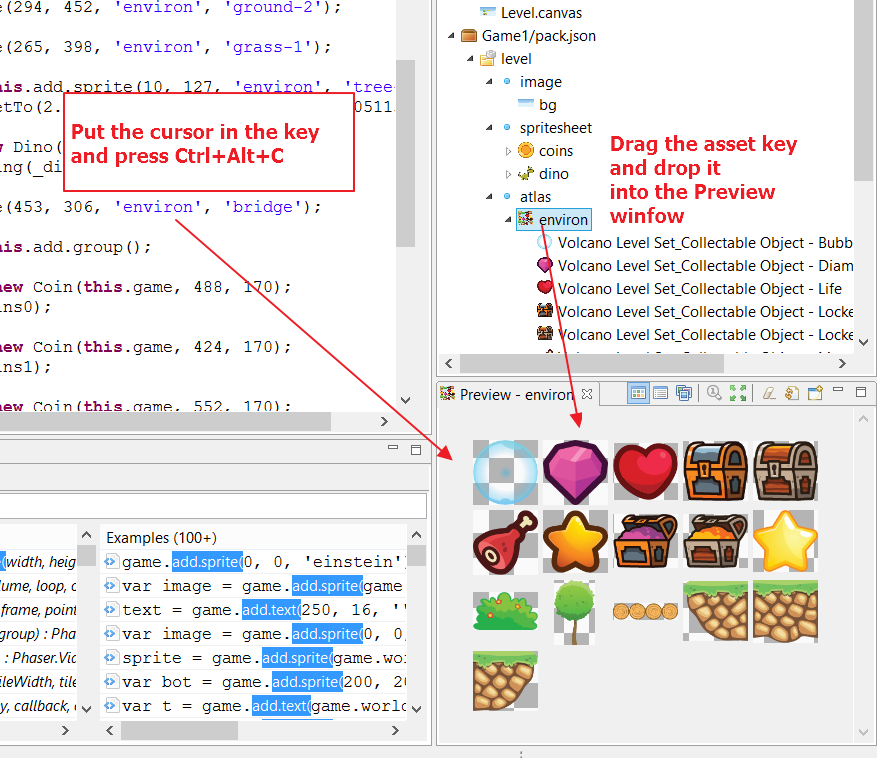 e(294, 452, 'environ', 'ground-2');
e(265, 398, 'environ', 'grass-1');
his.add.sprite(10, 127, 'environ', 'tree-
etTo(2.
0511.
Put the cursor in the key
and press Ctrl+Alt+C
w Dino(
ing(_di
e(453, 306, 'environ', 'bridge');
his.add.group();
new Coin(this.game, 488, 170);
ins0);
new Coin(this.game, 424, 170);
ins1);
new Coin(this.game, 552, 170);
Level.canvas
Game1/pack.json
level
image
bg
spritesheet
coins
dino
atlas
environ
Drag the asset key
and drop it
into the Preview
winfow
Volcano Level Set_Collectable Object - Bubb
Volcano Level Set_Collectable Object - Diam
Volcano Level Set_Collectable Object - Life
Volcano Level Set_Collectable Object - Locke
Volcano Level Set_Collectable Object - Locke
Preview - environ
(width, heig
lume, loop, c
frame, point
group) : Phas
: Phaser.Vid
ileWidth, tile
y, callback, c
Examples (100+)
game.add.sprite(0, 0, 'einstein')
var image = game.add.sprite(game
text = game.add.text(250, 16, ''
var image = game.add.sprite(0, 0,
sprite = game.add.sprite(game.wo
var bot = game.add.sprite(200, 20
var t = game.add.text(game.world